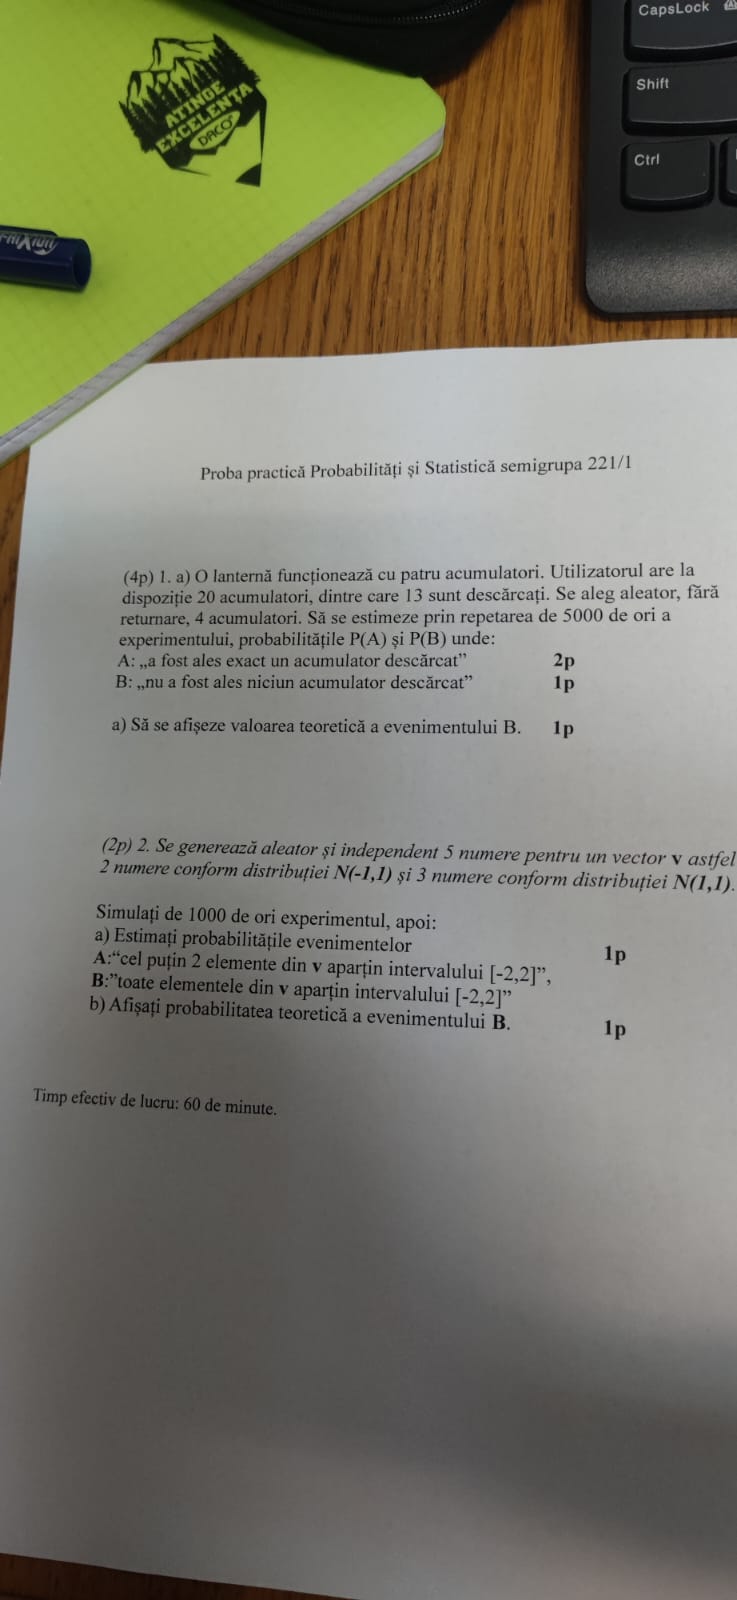 CapsLock
Shift
Ctrl
ATINGE
EXCELENȚA
DACO
Proba practică Probabilități și Statistică semigrupa 221/1
(4p) 1. a) O lanternă funcționează cu patru acumulatori. Utilizatorul are la
dispoziție 20 acumulatori, dintre care 13 sunt descărcați. Se aleg aleator, fără
returnare, 4 acumulatori. Să se estimeze prin repetarea de 5000 de ori a
experimentului, probabilitățile P(A) și P(B) unde:
A: „a fost ales exact un acumulator descărcat” 2p
B: „nu a fost ales niciun acumulator descărcat” 1p
a) Să se afișeze valoarea teoretică a evenimentului B. 1p
(2p) 2. Se generează aleator și independent 5 numere pentru un vector v astfel
2 numere conform distribuției N(-1,1) și 3 numere conform distribuției N(1,1).
Simulați de 1000 de ori experimentul, apoi:
a) Estimați probabilitățile evenimentelor 1p
A:“cel puțin 2 elemente din v aparțin intervalului [-2,2]”,
B:”toate elementele din v aparțin intervalului [-2,2]”
b) Afișați probabilitatea teoretică a evenimentului B. 1p
Timp efectiv de lucru: 60 de minute.